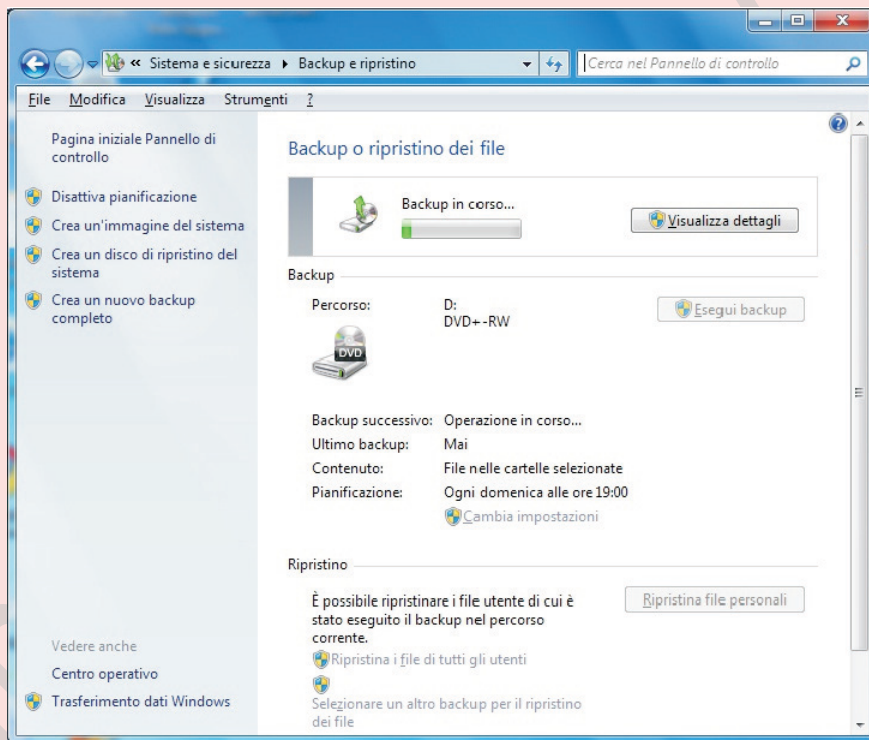 « Sistema e sicurezza ▸ Backup e ripristino
Cerca nel Pannello di controllo
File Modifica Visualizza Strumenti ?
Pagina iniziale Pannello di
controllo
Disattiva pianificazione
Crea un'immagine del sistema
Crea un disco di ripristino del
sistema
Crea un nuovo backup
completo
Vedere anche
Centro operativo
Trasferimento dati Windows
Backup o ripristino dei file
Backup in corso...
Visualizza dettagli
Backup
Percorso: D:
DVD+-RW
Esegui backup
DVD
Backup successivo: Operazione in corso...
Ultimo backup: Mai
Contenuto: File nelle cartelle selezionate
Pianificazione: Ogni domenica alle ore 19:00
Cambia impostazioni
Ripristino
È possibile ripristinare i file utente di cui è
stato eseguito il backup nel percorso
corrente.
Ripristina file personali
Ripristina i file di tutti gli utenti
Selezionare un altro backup per il ripristino
dei file